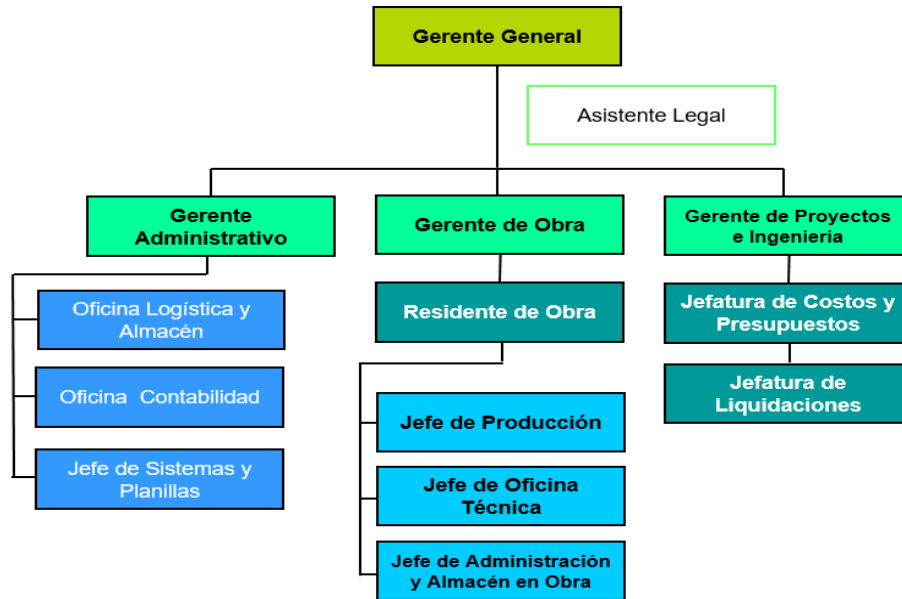 Gerente General
Asistente Legal
Gerente
Administrativo
Oficina Logística y
Almacén
Oficina  Contabilidad
Jefe de Sistemas y
Planillas
Gerente de Obra
Residente de Obra
Jefe de Producción
Jefe de Oficina
Técnica
Jefe de Administración
y Almacén en Obra
Gerente de Proyectos
e Ingeniería
Jefatura de Costos y
Presupuestos
Jefatura de
Liquidaciones